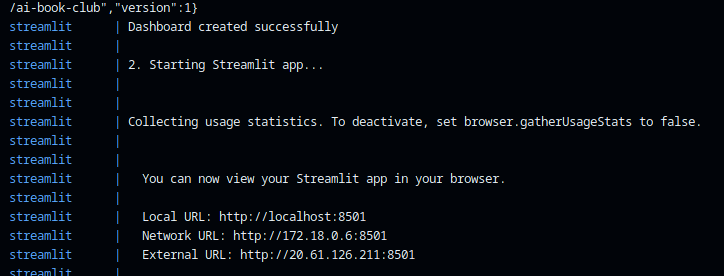 /ai-book-club","version":1}
streamlit | Dashboard created successfully
streamlit |
streamlit | 2. Starting Streamlit app...
streamlit |
streamlit |
streamlit | Collecting usage statistics. To deactivate, set browser.gatherUsageStats to false.
streamlit |
streamlit |
streamlit | You can now view your Streamlit app in your browser.
streamlit |
streamlit | Local URL: http://localhost:8501
streamlit | Network URL: http://172.18.0.6:8501
streamlit | External URL: http://20.61.126.211:8501
streamlit |